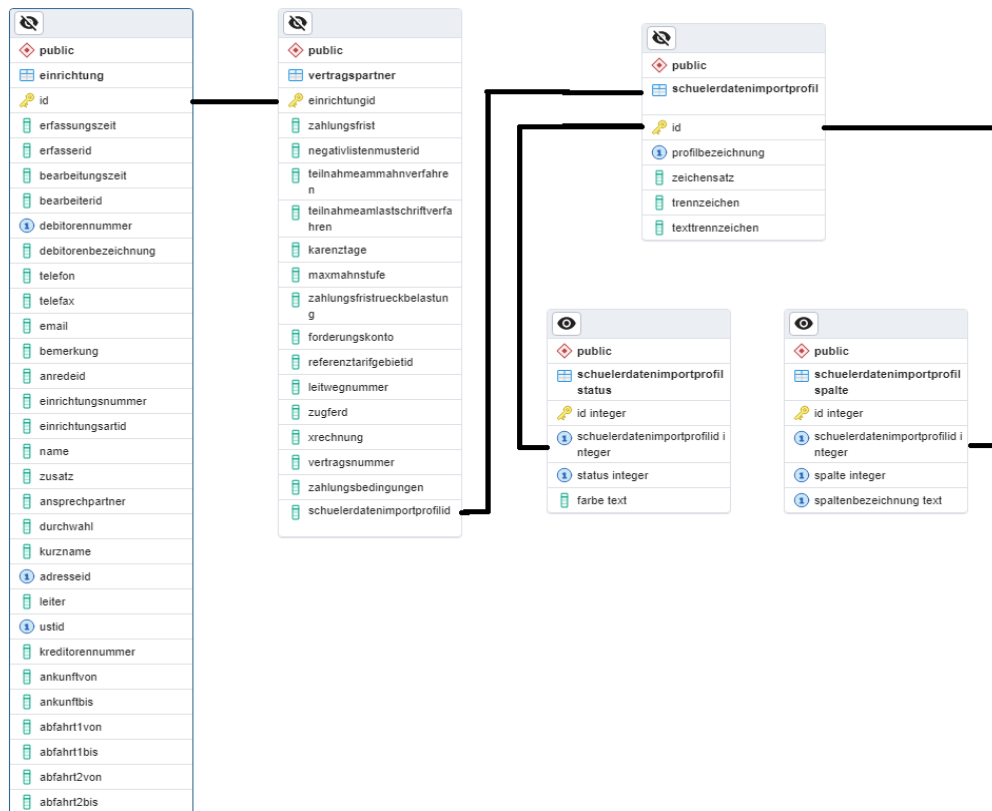 public
einrichtung
id
erfassungszeit
erfasserid
bearbeitungszeit
bearbeiterid
debitorennummer
debitorenbezeichnung
telefon
telefax
email
bemerkung
anredeid
einrichtungsnummer
einrichtungsartid
name
zusatz
ansprechpartner
durchwahl
kurzname
adresseid
leiter
ustid
kreditorennummer
ankunftvon
ankunftbis
abfahrt1von
abfahrt1bis
abfahrt2von
abfahrt2bis
public
vertragspartner
einrichtungid
zahlungsfrist
negativlistenmusterid
teilnahmeammahnverfahre
n
teilnahmeamlastschriftverfa
hren
karenztage
maxmahnstufe
zahlungsfristrueckbelastun
g
forderungskonto
referenztarifgebietid
leitwegnummer
zugferd
xrechnung
vertragsnummer
zahlungsbedingungen
schuelerdatenimportprofilid
public
schuelerdatenimportprofil
id
profilbezeichnung
zeichensatz
trennzeichen
texttrennzeichen
public
schuelerdatenimportprofil
status
id integer
schuelerdatenimportprofilid i
nteger
status integer
farbe text
public
schuelerdatenimportprofil
spalte
id integer
schuelerdatenimportprofilid i
nteger
spalte integer
spaltenbezeichnung text